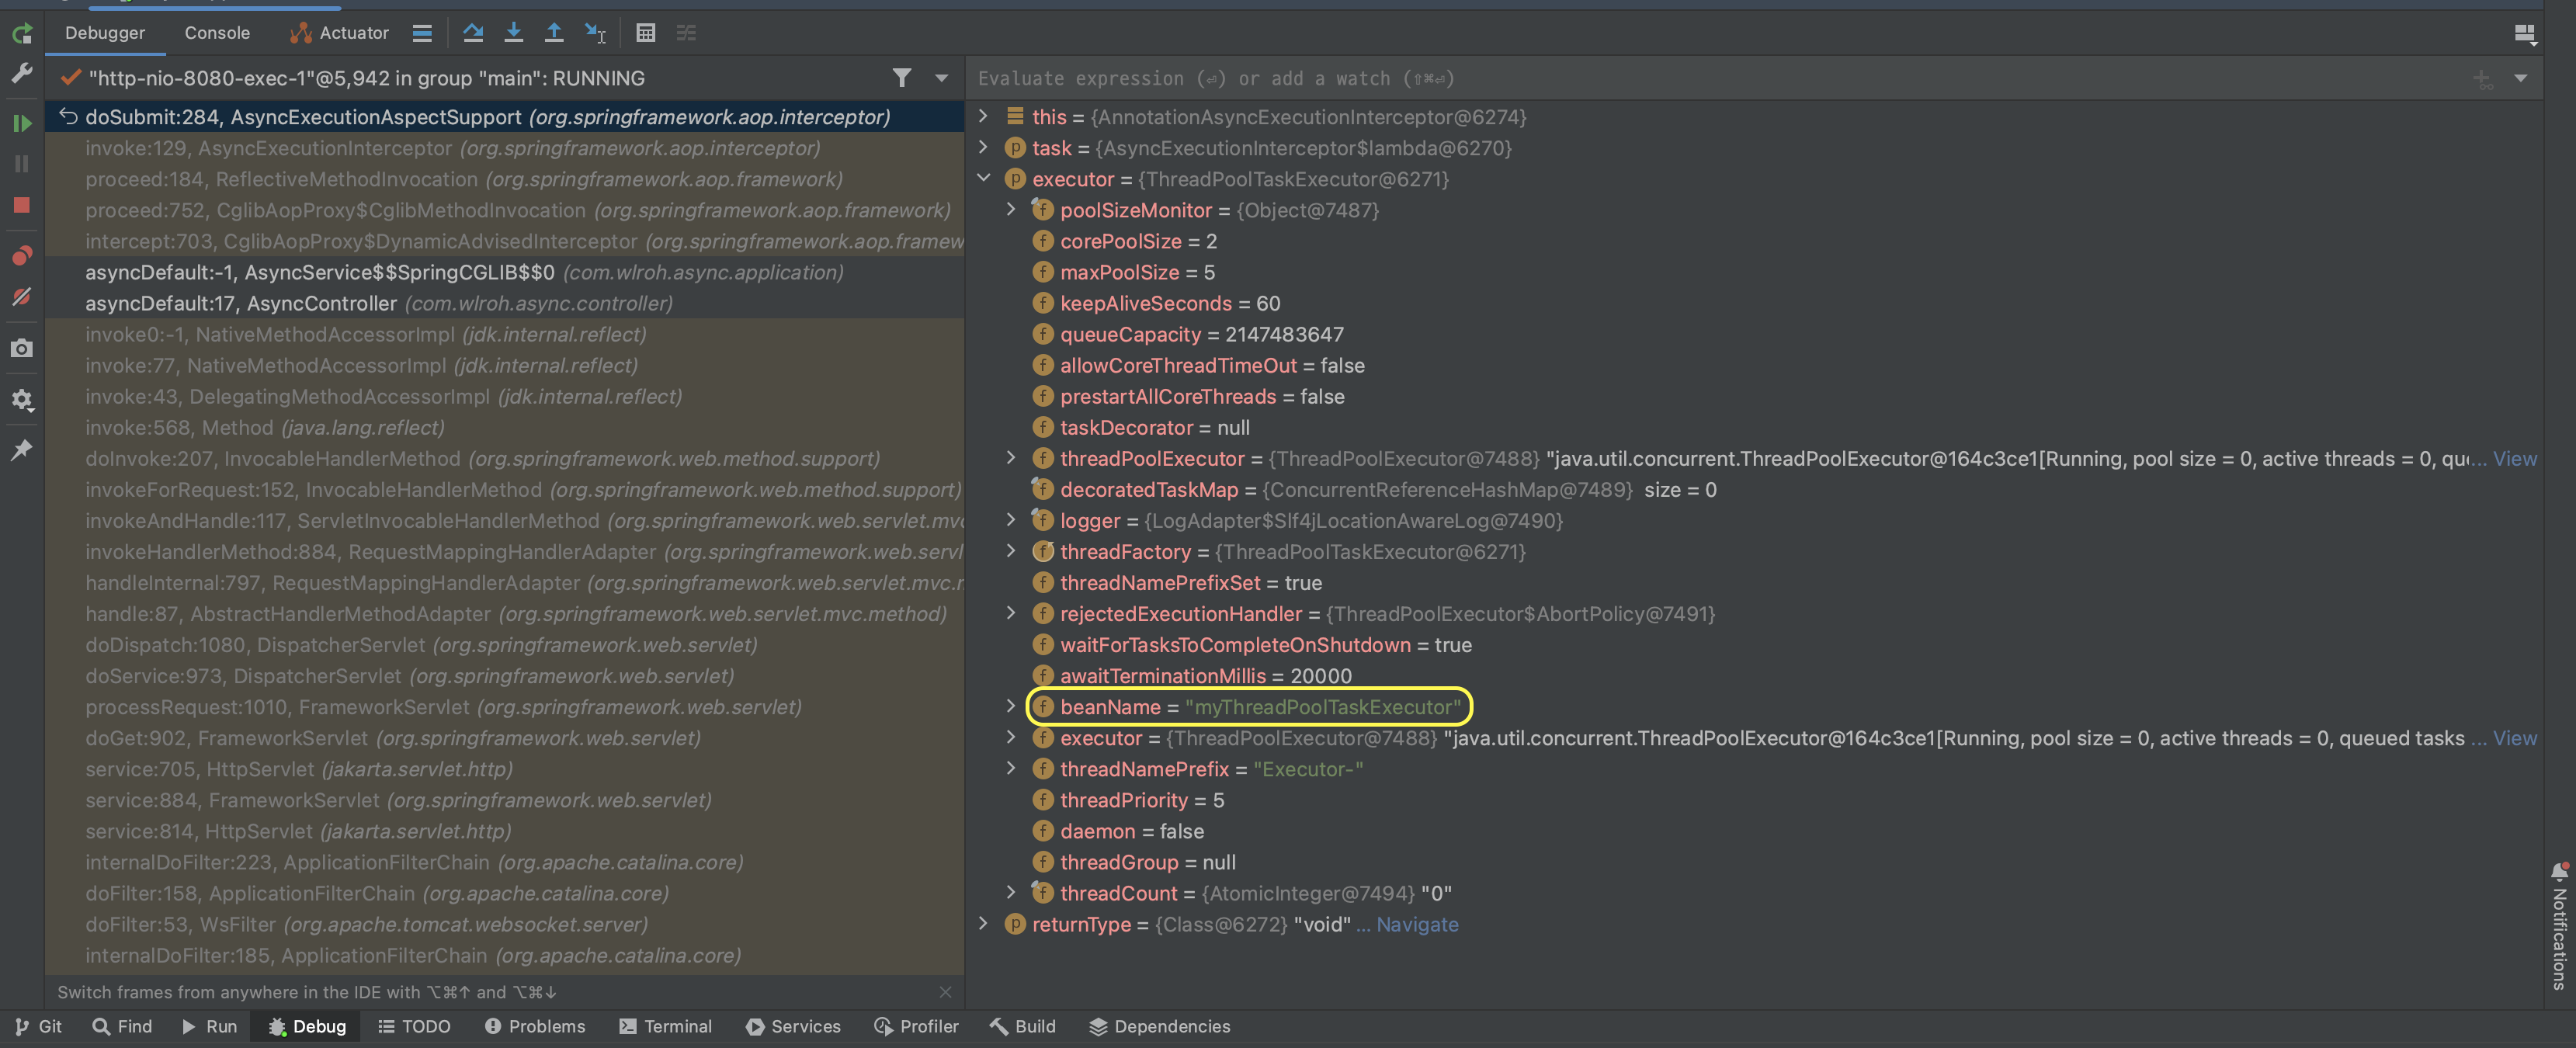 Debugger Console Actuator
"http-nio-8080-exec-1"@5,942 in group "main": RUNNING
doSubmit:284, AsyncExecutionAspectSupport (org.springframework.aop.interceptor)
invoke:129, AsyncExecutionInterceptor (org.springframework.aop.interceptor)
proceed:184, ReflectiveMethodInvocation (org.springframework.aop.framework)
proceed:752, CglibAopProxy$CglibMethodInvocation (org.springframework.aop.framework)
intercept:703, CglibAopProxy$DynamicAdvisedInterceptor (org.springframework.aop.framew
asyncDefault:-1, AsyncService$$SpringCGLIB$$0 (com.wlroh.async.application)
asyncDefault:17, AsyncController (com.wlroh.async.controller)
invoke0:-1, NativeMethodAccessorImpl (jdk.internal.reflect)
invoke:77, NativeMethodAccessorImpl (jdk.internal.reflect)
invoke:43, DelegatingMethodAccessorImpl (jdk.internal.reflect)
invoke:568, Method (java.lang.reflect)
doInvoke:207, InvocableHandlerMethod (org.springframework.web.method.support)
invokeForRequest:152, InvocableHandlerMethod (org.springframework.web.method.support)
invokeAndHandle:117, ServletInvocableHandlerMethod (org.springframework.web.servlet.mvc
invokeHandlerMethod:884, RequestMappingHandlerAdapter (org.springframework.web.servl
handleInternal:797, RequestMappingHandlerAdapter (org.springframework.web.servlet.mvc.r
handle:87, AbstractHandlerMethodAdapter (org.springframework.web.servlet.mvc.method)
doDispatch:1080, DispatcherServlet (org.springframework.web.servlet)
doService:973, DispatcherServlet (org.springframework.web.servlet)
processRequest:1010, FrameworkServlet (org.springframework.web.servlet)
doGet:902, FrameworkServlet (org.springframework.web.servlet)
service:705, HttpServlet (jakarta.servlet.http)
service:884, FrameworkServlet (org.springframework.web.servlet)
service:814, HttpServlet (jakarta.servlet.http)
internalDoFilter:223, ApplicationFilterChain (org.apache.catalina.core)
doFilter:158, ApplicationFilterChain (org.apache.catalina.core)
doFilter:53, WsFilter (org.apache.tomcat.websocket.server)
internalDoFilter:185, ApplicationFilterChain (org.apache.catalina.core)
Switch frames from anywhere in the IDE with ⌥⌘↑ and ⌥⌘↓
Evaluate expression (⏎) or add a watch (⇧⌘⏎)
this = {AnnotationAsyncExecutionInterceptor@6274}
p task = {AsyncExecutionInterceptor$lambda@6270}
p executor = {ThreadPoolTaskExecutor@6271}
f poolSizeMonitor = {Object@7487}
f corePoolSize = 2
f maxPoolSize = 5
f keepAliveSeconds = 60
f queueCapacity = 2147483647
f allowCoreThreadTimeOut = false
f prestartAllCoreThreads = false
f taskDecorator = null
f threadPoolExecutor = {ThreadPoolExecutor@7488} "java.util.concurrent.ThreadPoolExecutor@164c3ce1[Running, pool size = 0, active threads = 0, qu... View
f decoratedTaskMap = {ConcurrentReferenceHashMap@7489} size = 0
f logger = {LogAdapter$Slf4jLocationAwareLog@7490}
f threadFactory = {ThreadPoolTaskExecutor@6271}
f threadNamePrefixSet = true
f rejectedExecutionHandler = {ThreadPoolExecutor$AbortPolicy@7491}
f waitForTasksToCompleteOnShutdown = true
f awaitTerminationMillis = 20000
f beanName = "myThreadPoolTaskExecutor"
f executor = {ThreadPoolExecutor@7488} "java.util.concurrent.ThreadPoolExecutor@164c3ce1[Running, pool size = 0, active threads = 0, queued tasks ... View
f threadNamePrefix = "Executor-"
f threadPriority = 5
f daemon = false
f threadGroup = null
f threadCount = {AtomicInteger@7494} "0"
p returnType = {Class@6272} "void" ... Navigate
Notifications
Git Find Run Debug TODO Problems Terminal Services Profiler Build Dependencies